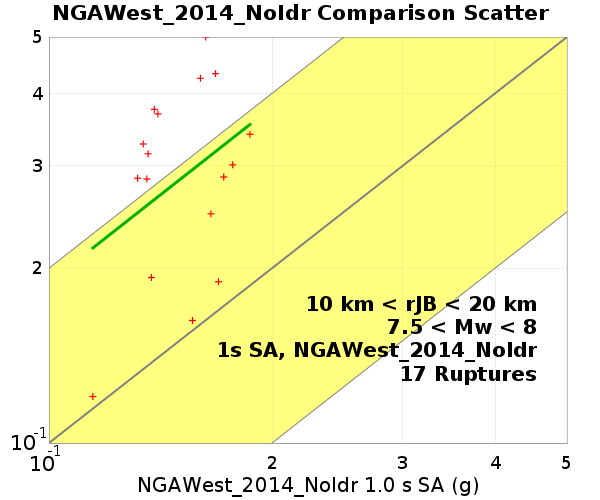 NGAWest_2014_NoIdr Comparison Scatter
5
4
3
2
10^-1
10 km < rJB < 20 km
7.5 < Mw < 8
1s SA, NGAWest_2014_NoIdr
17 Ruptures
10^-1 2 3 4 5
NGAWest_2014_NoIdr 1.0 s SA (g)